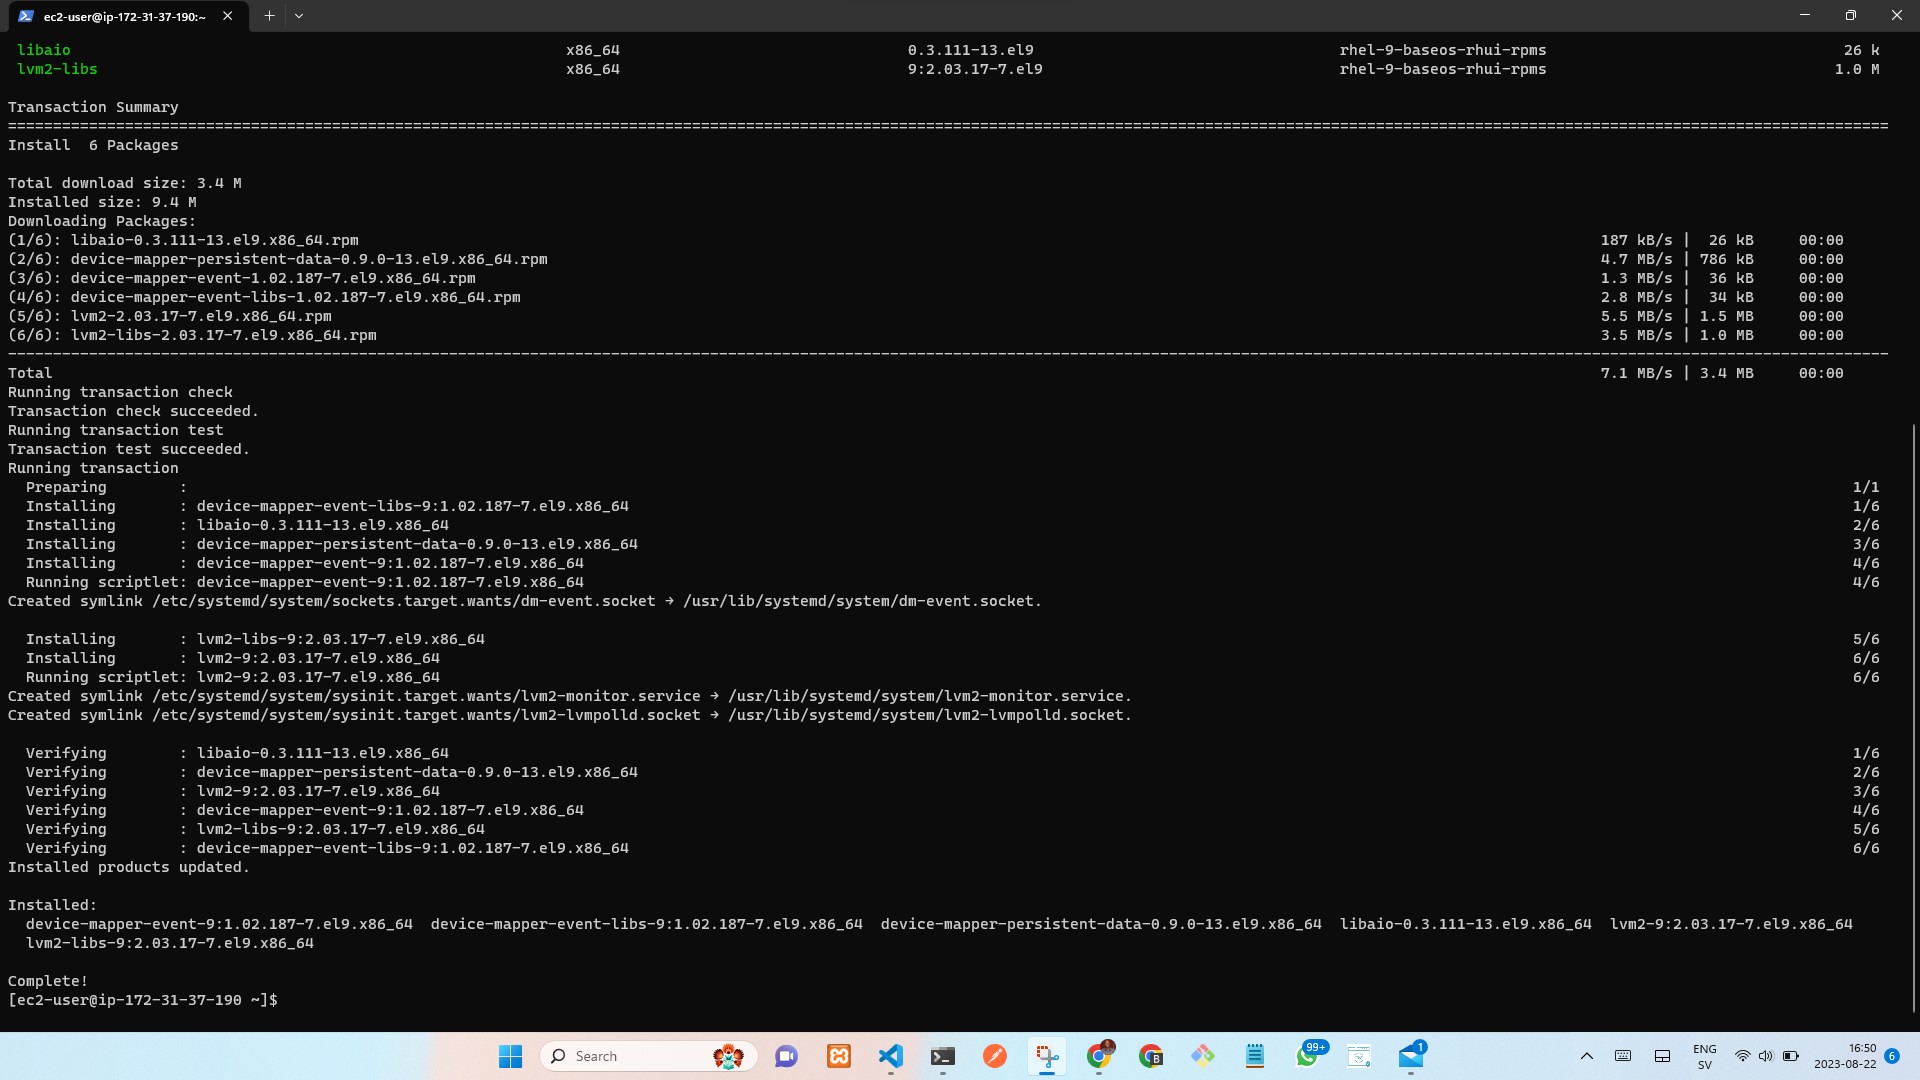 ec2-user@ip-172-31-37-190:~
libaio x86_64 0.3.111-13.el9 rhel-9-baseos-rhui-rpms 26 k
lvm2-libs x86_64 9:2.03.17-7.el9 rhel-9-baseos-rhui-rpms 1.0 M
Transaction Summary
Install  6 Packages
Total download size: 3.4 M
Installed size: 9.4 M
Downloading Packages:
(1/6): libaio-0.3.111-13.el9.x86_64.rpm 187 kB/s | 26 kB 00:00
(2/6): device-mapper-persistent-data-0.9.0-13.el9.x86_64.rpm 4.7 MB/s | 786 kB 00:00
(3/6): device-mapper-event-1.02.187-7.el9.x86_64.rpm 1.3 MB/s | 36 kB 00:00
(4/6): device-mapper-event-libs-1.02.187-7.el9.x86_64.rpm 2.8 MB/s | 34 kB 00:00
(5/6): lvm2-2.03.17-7.el9.x86_64.rpm 5.5 MB/s | 1.5 MB 00:00
(6/6): lvm2-libs-2.03.17-7.el9.x86_64.rpm 3.5 MB/s | 1.0 MB 00:00
Total 7.1 MB/s | 3.4 MB 00:00
Running transaction check
Transaction check succeeded.
Running transaction test
Transaction test succeeded.
Running transaction
Preparing : 1/1
Installing : device-mapper-event-libs-9:1.02.187-7.el9.x86_64 1/6
Installing : libaio-0.3.111-13.el9.x86_64 2/6
Installing : device-mapper-persistent-data-0.9.0-13.el9.x86_64 3/6
Installing : device-mapper-event-9:1.02.187-7.el9.x86_64 4/6
Running scriptlet: device-mapper-event-9:1.02.187-7.el9.x86_64 4/6
Created symlink /etc/systemd/system/sockets.target.wants/dm-event.socket → /usr/lib/systemd/system/dm-event.socket.
Installing : lvm2-libs-9:2.03.17-7.el9.x86_64 5/6
Installing : lvm2-9:2.03.17-7.el9.x86_64 6/6
Running scriptlet: lvm2-9:2.03.17-7.el9.x86_64 6/6
Created symlink /etc/systemd/system/sysinit.target.wants/lvm2-monitor.service → /usr/lib/systemd/system/lvm2-monitor.service.
Created symlink /etc/systemd/system/sysinit.target.wants/lvm2-lvmpolld.socket → /usr/lib/systemd/system/lvm2-lvmpolld.socket.
Verifying : libaio-0.3.111-13.el9.x86_64 1/6
Verifying : device-mapper-persistent-data-0.9.0-13.el9.x86_64 2/6
Verifying : lvm2-9:2.03.17-7.el9.x86_64 3/6
Verifying : device-mapper-event-9:1.02.187-7.el9.x86_64 4/6
Verifying : lvm2-libs-9:2.03.17-7.el9.x86_64 5/6
Verifying : device-mapper-event-libs-9:1.02.187-7.el9.x86_64 6/6
Installed products updated.
Installed:
device-mapper-event-9:1.02.187-7.el9.x86_64 device-mapper-event-libs-9:1.02.187-7.el9.x86_64 device-mapper-persistent-data-0.9.0-13.el9.x86_64 libaio-0.3.111-13.el9.x86_64 lvm2-9:2.03.17-7.el9.x86_64
lvm2-libs-9:2.03.17-7.el9.x86_64
Complete!
[ec2-user@ip-172-31-37-190 ~]$
Search B 99+ 1 ENG 16:50
SV 2023-08-22 6